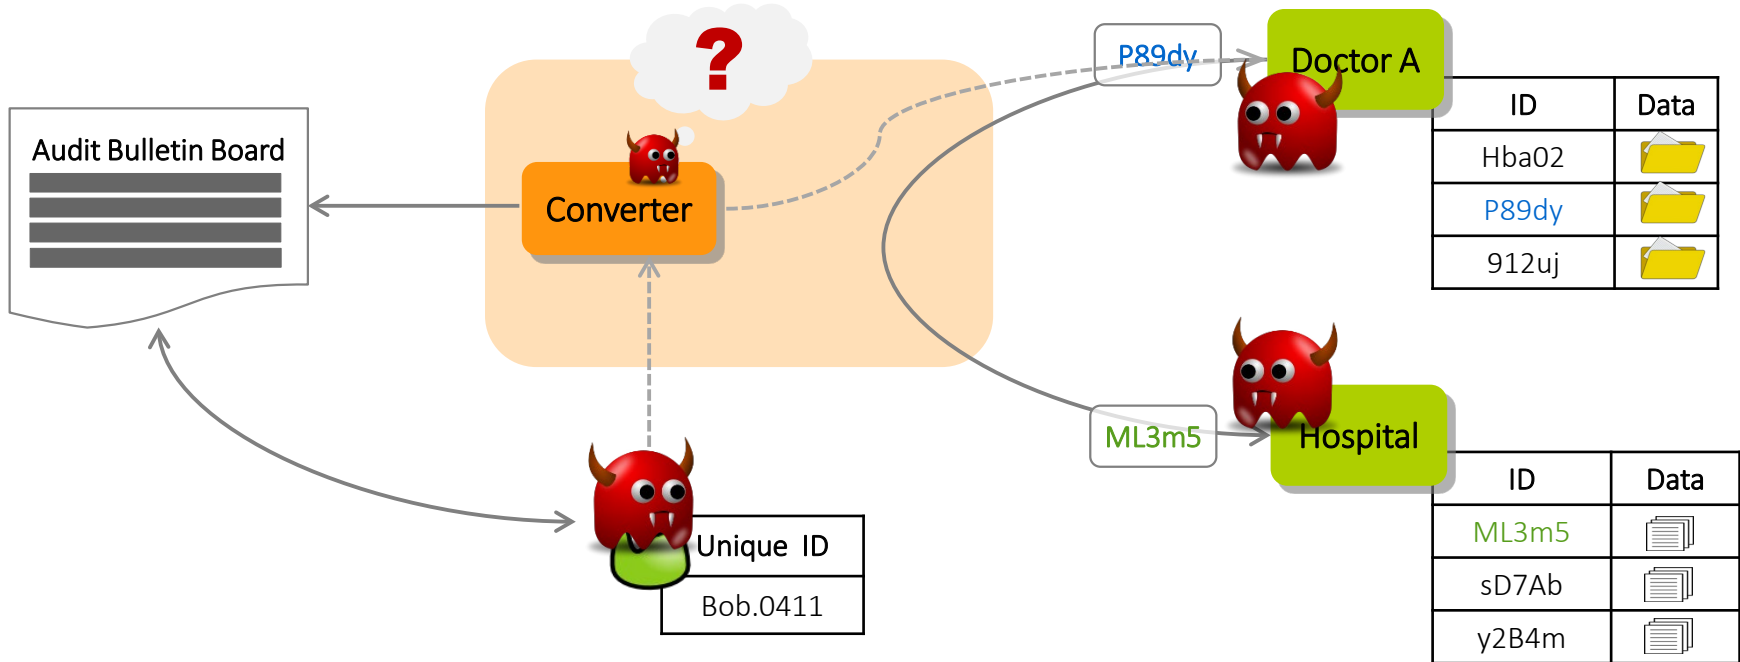 ?
Audit Bulletin Board
Converter
P89dy
Doctor A
ID Data
Hba02
P89dy
912uj
ML3m5
Hospital
ID Data
ML3m5
sD7Ab
y2B4m
Unique ID
Bob.0411